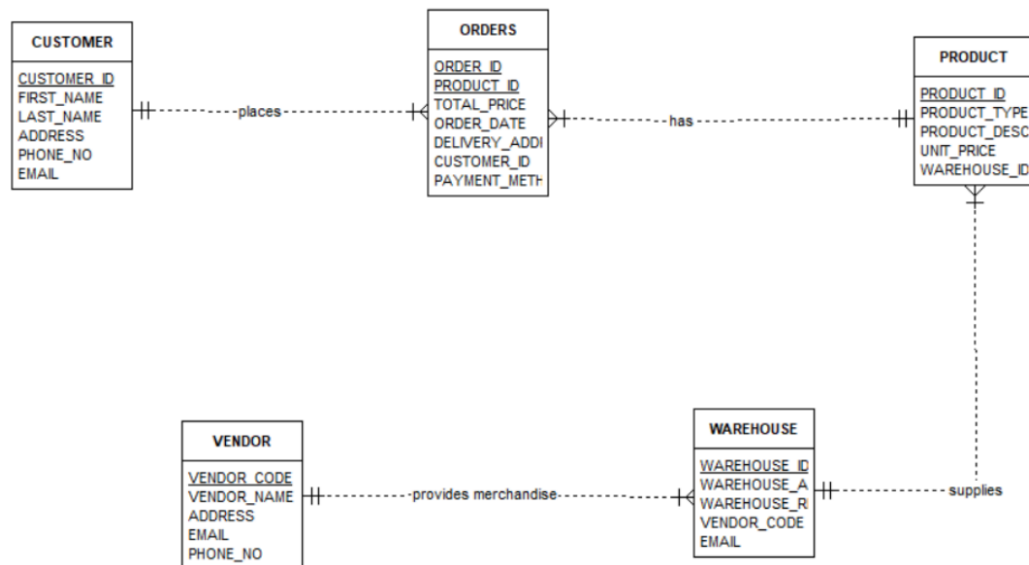 CUSTOMER
CUSTOMER_ID
FIRST_NAME
LAST_NAME
ADDRESS
PHONE_NO
EMAIL
places
ORDERS
ORDER_ID
PRODUCT_ID
TOTAL_PRICE
ORDER_DATE
DELIVERY_ADD
CUSTOMER_ID
PAYMENT_METH
has
PRODUCT
PRODUCT_ID
PRODUCT_TYPE
PRODUCT_DESC
UNIT_PRICE
WAREHOUSE_ID
supplies
VENDOR
VENDOR_CODE
VENDOR_NAME
ADDRESS
EMAIL
PHONE_NO
provides merchandise
WAREHOUSE
WAREHOUSE_ID
WAREHOUSE_A
WAREHOUSE_R
VENDOR_CODE
EMAIL